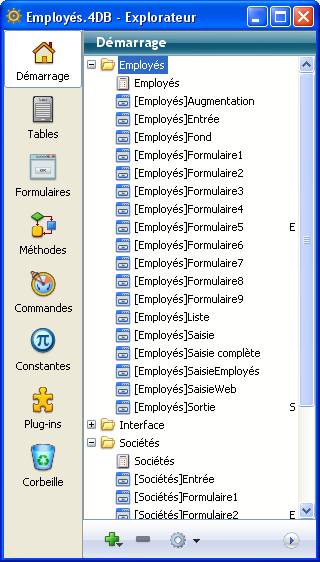 Employés.4DB - Explorateur
Démarrage
Démarrage
Tables
Formulaires
Méthodes
Commandes
Constantes
Plug-ins
Corbeille
Employés
Employés
[Employés]Augmentation
[Employés]Entrée
[Employés]Fond
[Employés]Formulaire1
[Employés]Formulaire2
[Employés]Formulaire3
[Employés]Formulaire4
[Employés]Formulaire5 E
[Employés]Formulaire6
[Employés]Formulaire7
[Employés]Formulaire8
[Employés]Formulaire9
[Employés]Liste
[Employés]Saisie
[Employés]Saisie complète
[Employés]SaisieEmployés
[Employés]SaisieWeb
[Employés]Sortie S
Interface
Sociétés
Sociétés
[Sociétés]Entrée
[Sociétés]Formulaire1
[Sociétés]Formulaire2 E